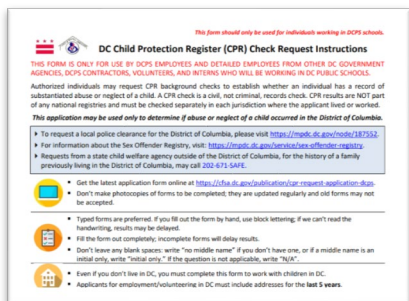 This form should only be used for individuals working in DCPS schools.
DC Child Protection Register (CPR) Check Request Instructions
THIS FORM IS ONLY FOR USE BY DCPS EMPLOYEES AND DETAILED EMPLOYEES FROM OTHER DC GOVERNMENT
AGENCIES, DCPS CONTRACTORS, VOLUNTEERS, AND INTERNS WHO WILL BE WORKING IN DC PUBLIC SCHOOLS.
Authorized individuals may request CPR background checks to establish whether an individual has a record of
substantiated abuse or neglect of a child. A CPR check is a civil, not criminal, records check. CPR results are NOT part
of any national registries and must be checked separately in each jurisdiction where the applicant lived or worked.
This application may be used only to determine if abuse or neglect of a child occurred in the District of Columbia.
To request a local police clearance for the District of Columbia, please visit https://mpdc.dc.gov/node/187552.
For information about the Sex Offender Registry, visit: https://mpdc.dc.gov/service/sex-offender-registry.
Requests from a state child welfare agency outside of the District of Columbia, for the history of a family
previously living in the District of Columbia, may call 202-671-SAFE.
• Get the latest application form online at https://cfsa.dc.gov/publication/cpr-request-application-dcps.
• Don't make photocopies of forms to be completed; they are updated regularly and old forms may not
be accepted.
• Typed forms are preferred. If you fill out the form by hand, use block lettering; if we can't read the
handwriting, results may be delayed.
• Fill the form out completely; incomplete forms will delay results.
• Don't leave any blank spaces: write "no middle name" if you don't have one, or if a middle name is an
initial only, write "initial only." If the question is not applicable, write "N/A".
• Even if you don't live in DC, you must complete this form to work with children in DC.
• Applicants for employment/volunteering in DC must include addresses for the last 5 years.